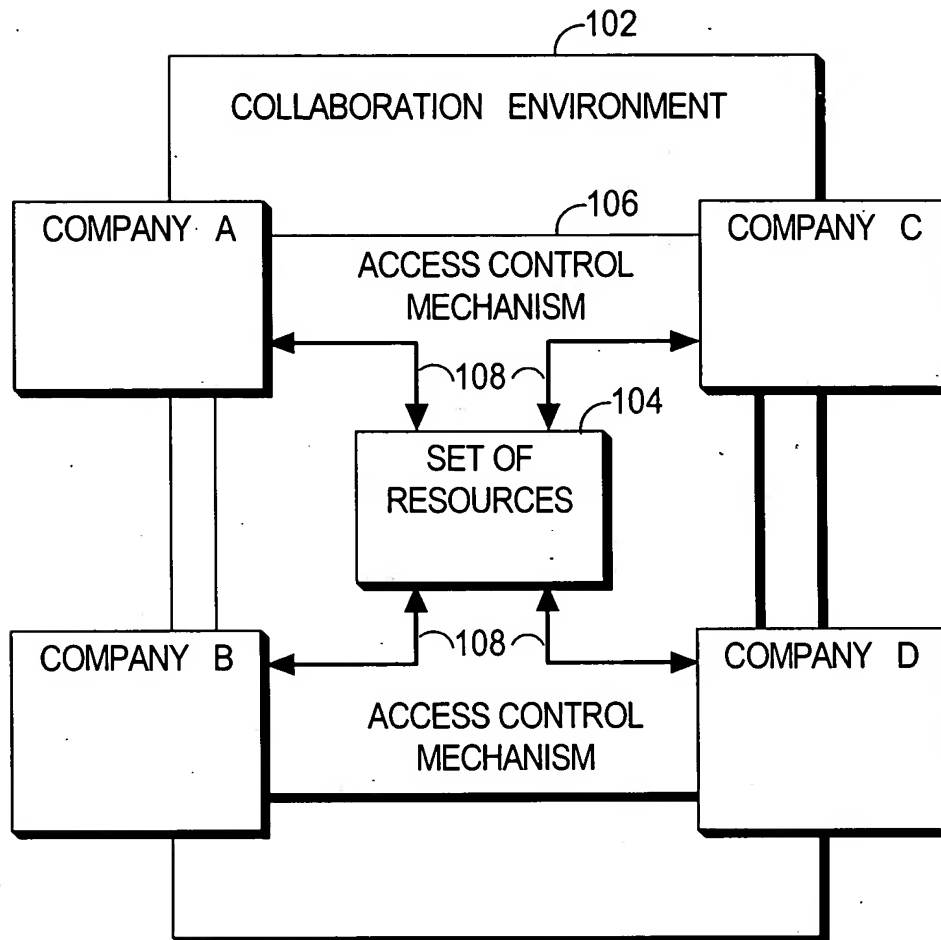 102
COLLABORATION ENVIRONMENT
COMPANY A
106
COMPANY C
ACCESS CONTROL
MECHANISM
108
108
104
SET OF
RESOURCES
COMPANY B
108
108
COMPANY D
ACCESS CONTROL
MECHANISM